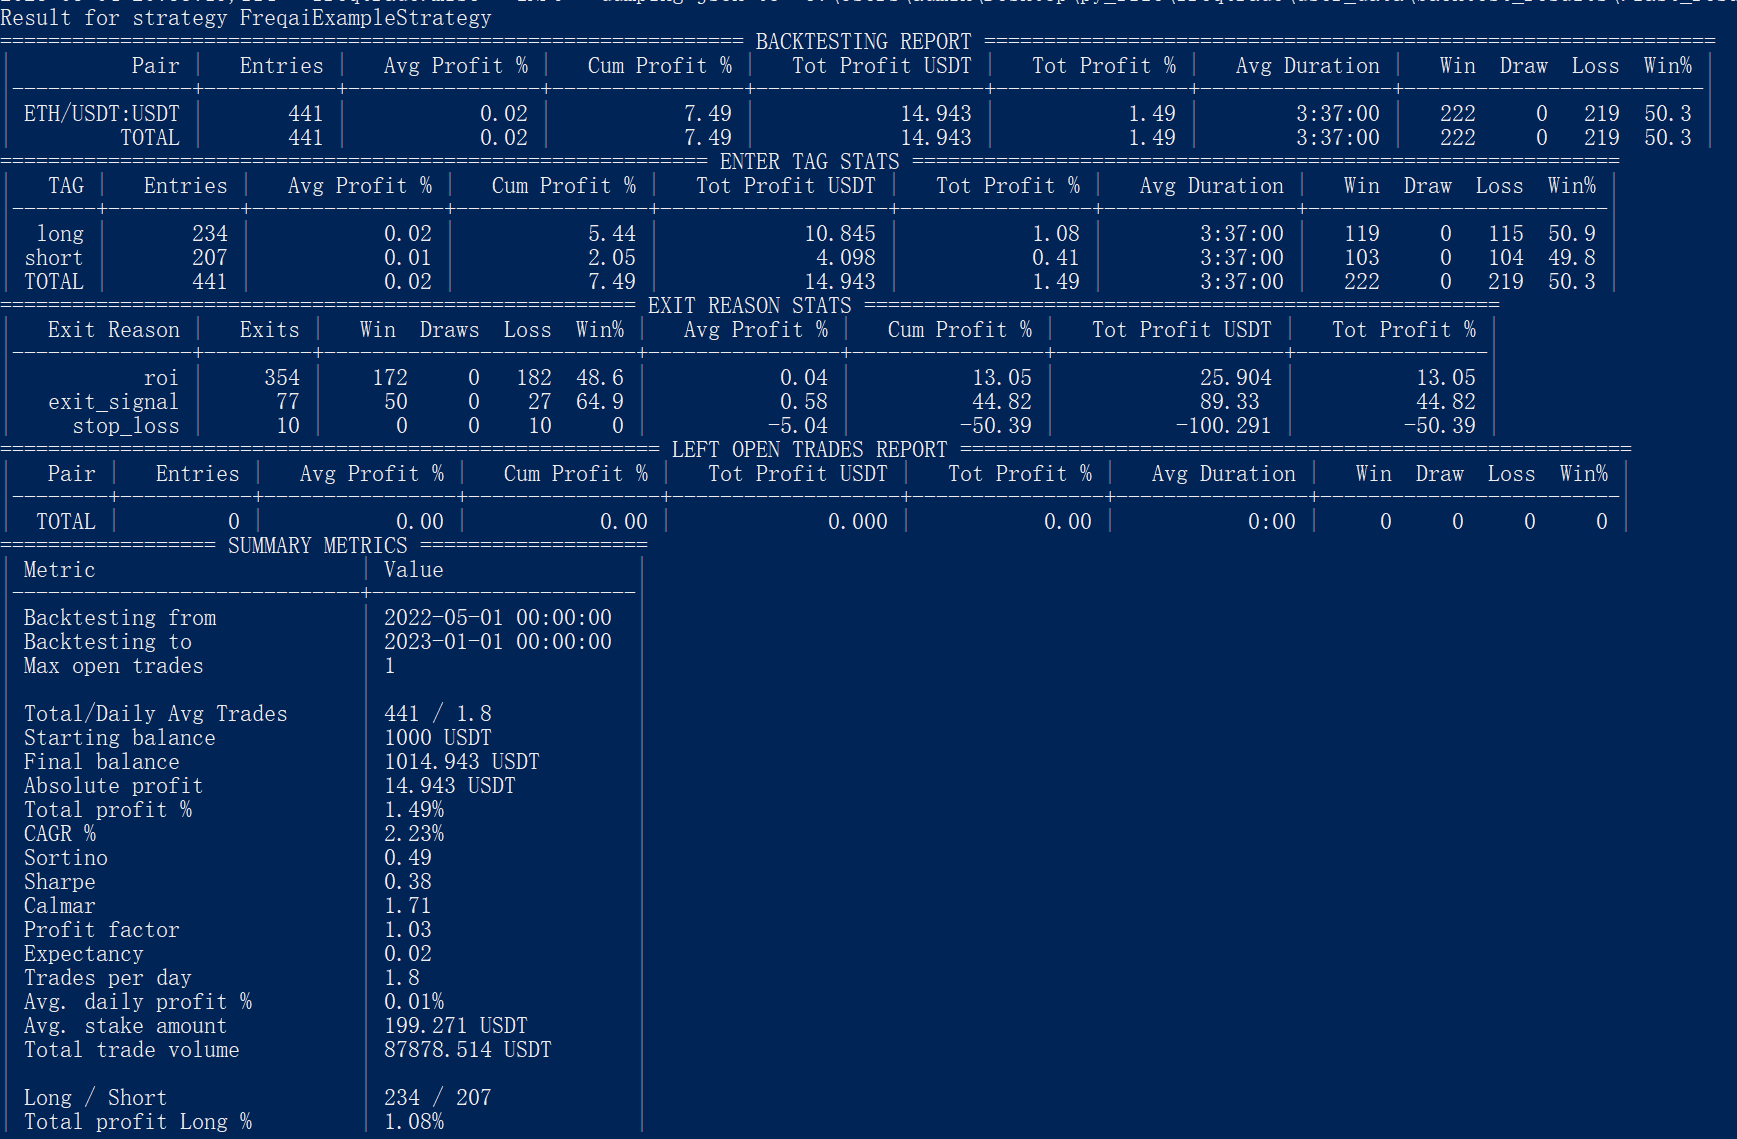 Result for strategy FreqaiExampleStrategy
============================================================== BACKTESTING REPORT =============================================================
| Pair | Entries | Avg Profit % | Cum Profit % | Tot Profit USDT | Tot Profit % | Avg Duration | Win Draw Loss Win% |
| ETH/USDT:USDT | 441 | 0.02 | 7.49 | 14.943 | 1.49 | 3:37:00 | 222 0 219 50.3 |
| TOTAL | 441 | 0.02 | 7.49 | 14.943 | 1.49 | 3:37:00 | 222 0 219 50.3 |
=========================================================== ENTER TAG STATS ===========================================================
| TAG | Entries | Avg Profit % | Cum Profit % | Tot Profit USDT | Tot Profit % | Avg Duration | Win Draw Loss Win% |
| long | 234 | 0.02 | 5.44 | 10.845 | 1.08 | 3:37:00 | 119 0 115 50.9 |
| short | 207 | 0.01 | 2.05 | 4.098 | 0.41 | 3:37:00 | 103 0 104 49.8 |
| TOTAL | 441 | 0.02 | 7.49 | 14.943 | 1.49 | 3:37:00 | 222 0 219 50.3 |
===================================================== EXIT REASON STATS =====================================================
| Exit Reason | Exits | Win Draws Loss Win% | Avg Profit % | Cum Profit % | Tot Profit USDT | Tot Profit % |
| roi | 354 | 172 0 182 48.6 | 0.04 | 13.05 | 25.904 | 13.05 |
| exit_signal | 77 | 50 0 27 64.9 | 0.58 | 44.82 | 89.33 | 44.82 |
| stop_loss | 10 | 0 0 10 0 | -5.04 | -50.39 | -100.291 | -50.39 |
======================================================= LEFT OPEN TRADES REPORT ========================================================
| Pair | Entries | Avg Profit % | Cum Profit % | Tot Profit USDT | Tot Profit % | Avg Duration | Win Draw Loss Win% |
| TOTAL | 0 | 0.00 | 0.00 | 0.000 | 0.00 | 0:00 | 0 0 0 0 |
================== SUMMARY METRICS ===================
| Metric | Value |
| Backtesting from | 2022-05-01 00:00:00 |
| Backtesting to | 2023-01-01 00:00:00 |
| Max open trades | 1 |
| Total/Daily Avg Trades | 441 / 1.8 |
| Starting balance | 1000 USDT |
| Final balance | 1014.943 USDT |
| Absolute profit | 14.943 USDT |
| Total profit % | 1.49% |
| CAGR % | 2.23% |
| Sortino | 0.49 |
| Sharpe | 0.38 |
| Calmar | 1.71 |
| Profit factor | 1.03 |
| Expectancy | 0.02 |
| Trades per day | 1.8 |
| Avg. daily profit % | 0.01% |
| Avg. stake amount | 199.271 USDT |
| Total trade volume | 87878.514 USDT |
| Long / Short | 234 / 207 |
| Total profit Long % | 1.08% |